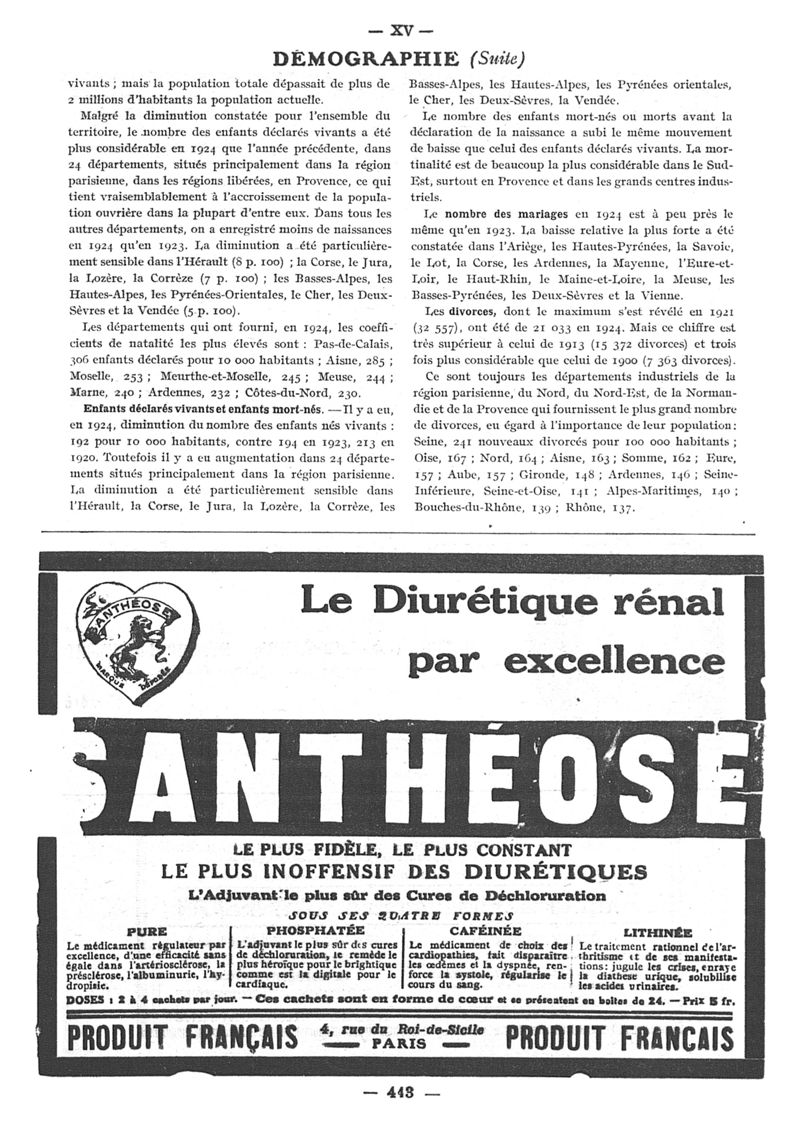 — XV —
DÉMOGRAPHIE (Suite)
vivants ; mais la population totale dépassait de plus de
2 millions d'habitants la population actuelle.
Malgré la diminution constatée pour l'ensemble du
territoire, le nombre des enfants déclarés vivants a été
plus considérable en 1924 que l'année précédente, dans
24 départements, situés principalement dans la région
parisienne, dans les régions libérées, en Provence, ce qui
tient vraisemblablement à l'accroissement de la popula-
tion ouvrière dans la plupart d'entre eux. Dans tous les
autres départements, on a enregistré moins de naissances
en 1924 qu'en 1923. La diminution a été particulière-
ment sensible dans l'Hérault (8 p. 100) ; la Corse, le Jura,
la Lozère, la Corrèze (7 p. 100) ; les Basses-Alpes, les
Hautes-Alpes, les Pyrénées-Orientales, le Cher, les Deux-
Sèvres et la Vendée (5 p. 100).
Les départements qui ont fourni, en 1924, les coeffi-
cients de natalité les plus élevés sont : Pas-de-Calais,
306 enfants déclarés pour 10 000 habitants ; Aisne, 285 ;
Moselle, 253 ; Meurthe-et-Moselle, 245 ; Meuse, 244 ;
Marne, 240 ; Ardennes, 232 ; Côtes-du-Nord, 230.
Enfants déclarés vivants et enfants mort-nés. — Il y a eu,
en 1924, diminution du nombre des enfants nés vivants :
192 pour 10 000 habitants, contre 194 en 1923, 213 en
1920. Toutefois il y a eu augmentation dans 24 départe-
ments situés principalement dans la région parisienne.
La diminution a été particulièrement sensible dans
l'Hérault, la Corse, le Jura, la Lozère, la Corrèze, les
Basses-Alpes, les Hautes-Alpes, les Pyrénées orientales,
le Cher, les Deux-Sèvres, la Vendée.
Le nombre des enfants mort-nés ou morts avant la
déclaration de la naissance a subi le même mouvement
de baisse que celui des enfants déclarés vivants. La mor-
tinalité est de beaucoup la plus considérable dans le Sud-
Est, surtout en Provence et dans les grands centres indus-
triels.
Le nombre des mariages en 1924 est à peu près le
même qu'en 1923. La baisse relative la plus forte a été
constatée dans l'Ariège, les Hautes-Pyrénées, la Savoie,
le Lot, la Corse, les Ardennes, la Mayenne, l'Eure-et-
Loir, le Haut-Rhin, le Maine-et-Loire, la Meuse, les
Basses-Pyrénées, les Deux-Sèvres et la Vienne.
Les divorces, dont le maximum s'est révélé en 1921
(32 557), ont été de 21 033 en 1924. Mais ce chiffre est
très supérieur à celui de 1913 (15 372 divorces) et trois
fois plus considérable que celui de 1900 (7 363 divorces).
Ce sont toujours les départements industriels de la
région parisienne, du Nord, du Nord-Est, de la Norman-
die et de la Provence qui fournissent le plus grand nombre
de divorces, eu égard à l'importance de leur population:
Seine, 241 nouveaux divorcés pour 100 000 habitants ;
Oise, 167 ; Nord, 164 ; Aisne, 163 ; Somme, 162 ; Eure,
157 ; Aube, 157 ; Gironde, 148 ; Ardennes, 146 ; Seine-
Inférieure, Seine-et-Oise, 141 ; Alpes-Maritimes, 140 ;
Bouches-du-Rhône, 139 ; Rhône, 137.
SANTHÉOSE
MARQUE DÉPOSÉE
Le Diurétique rénal
par excellence
SANTHÉOSE
LE PLUS FIDÈLE, LE PLUS CONSTANT
LE PLUS INOFFENSIF DES DIURÉTIQUES
L'Adjuvant le plus sûr des Cures de Déchloruration
SOUS SES QUATRE FORMES
PURE
Le médicament régulateur par
excellence, d'une efficacité sans
égale dans l'artériosclérose, la
présclérose, l'albuminurie, l'hy-
dropisie.
PHOSPHATÉE
L'adjuvant le plus sûr des cures
de déchloruration, le remède le
plus héroïque pour le brightique
comme est la digitale pour le
cardiaque.
CAFÉINÉE
Le médicament de choix des
cardiopathies, fait disparaître
les œdèmes et la dyspnée, ren-
force la systole, régularise le
cours du sang.
LITHINÉE
Le traitement rationnel de l'ar-
thritisme et de ses manifesta-
tions : jugule les crises, enraye
la diathèse urique, solubilise
les acides urinaires.
DOSES : 2 à 4 cachets par jour. — Ces cachets sont en forme de cœur et se présentent en boîtes de 24. — Prix 5 fr.
PRODUIT FRANÇAIS
4, rue du Roi-de-Sicile
— PARIS —
PRODUIT FRANCAIS
— 443 —